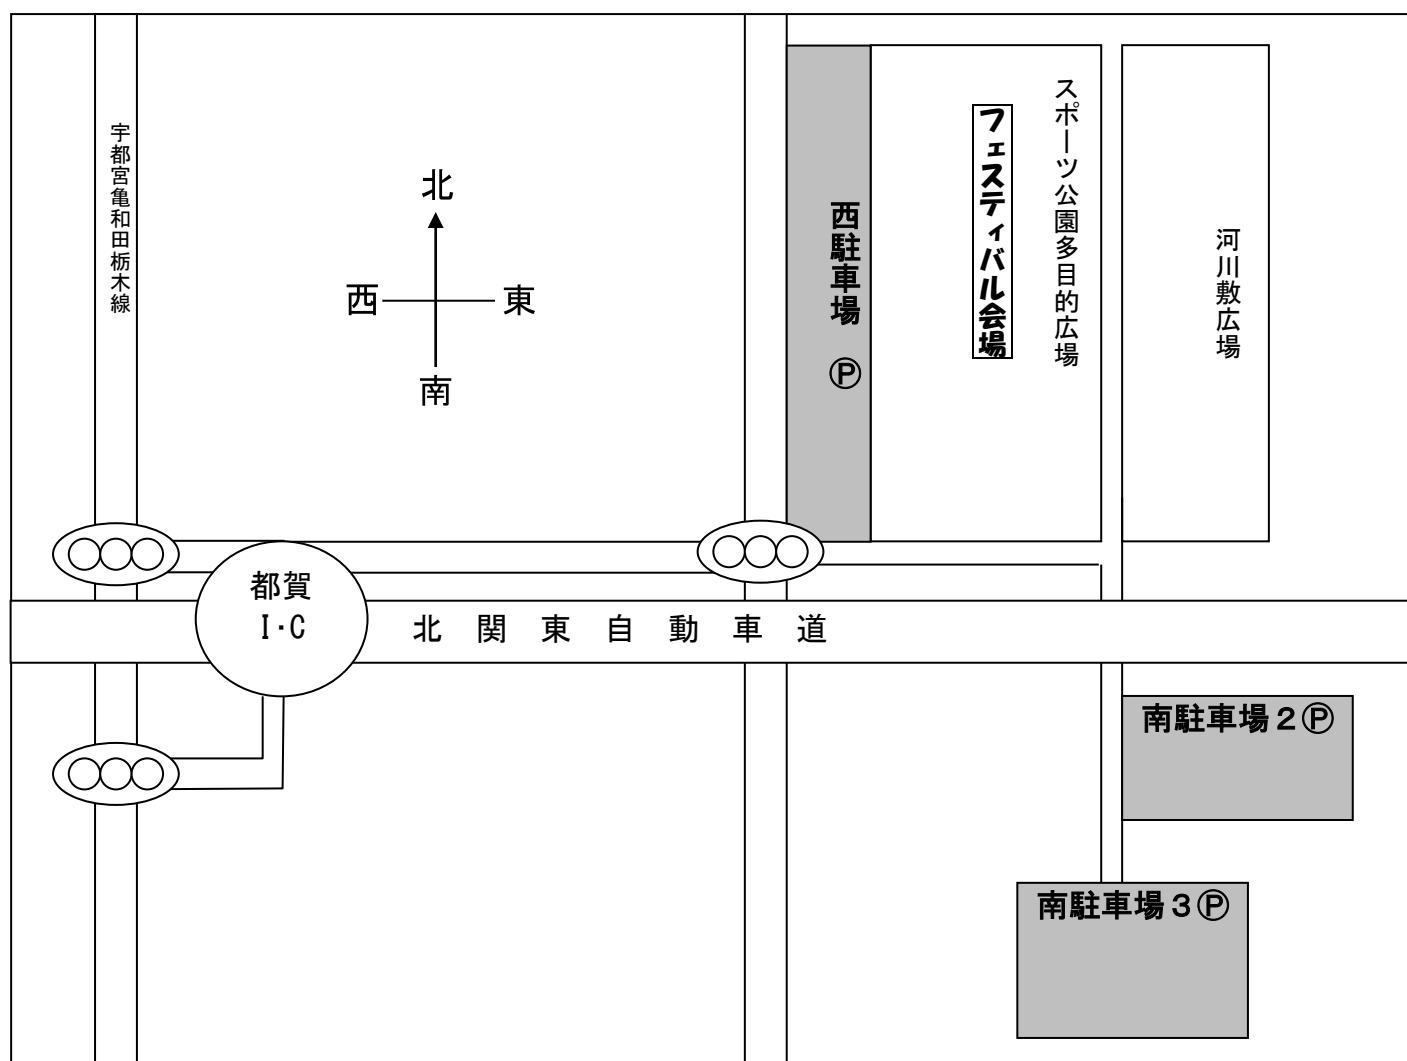 宇都宮亀和田栃木線
北
西
東
南
西駐車場 Ⓟ
フェスティバル会場
スポーツ公園多目的広場
河川敷広場
都賀
I・C
北関東自動車道
南駐車場２Ⓟ
南駐車場３Ⓟ